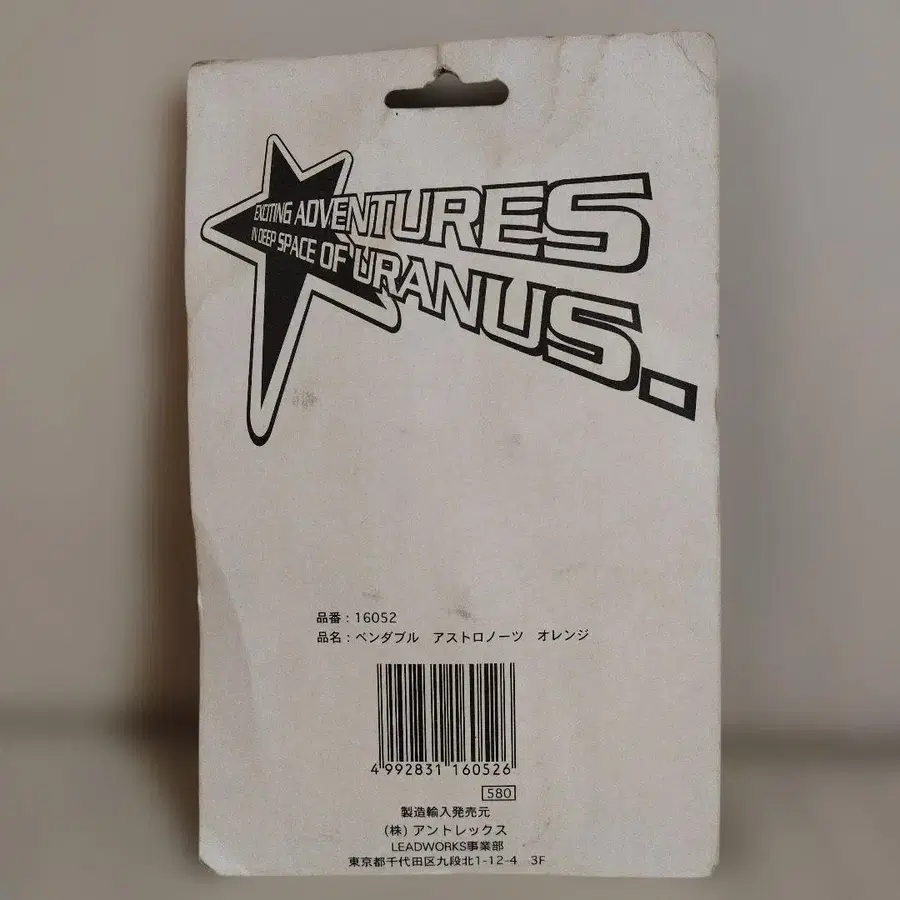 EXCITING ADVENTURES
IN DEEP SPACE OF URANUS.
品番：16052
品名：ベンダブル　アストロノーツ　オレンジ
4 992831 160526
580
製造輸入発売元
(株) アントレックス
LEADWORKS事業部
東京都千代田区九段北1-12-4　3F